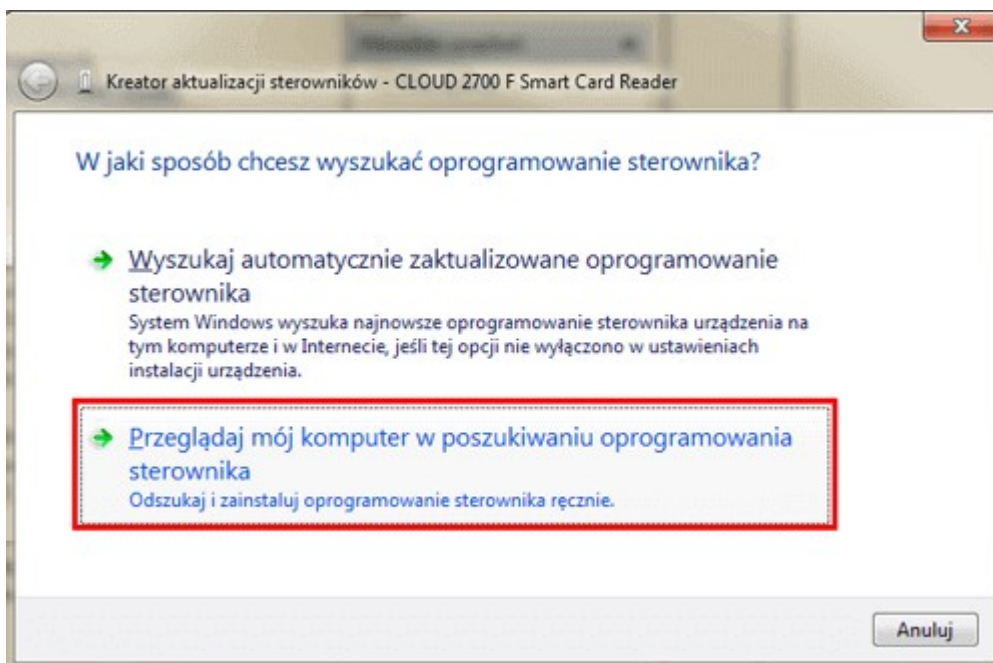 Kreator aktualizacji sterowników - CLOUD 2700 F Smart Card Reader
W jaki sposób chcesz wyszukać oprogramowanie sterownika?
Wyszukaj automatycznie zaktualizowane oprogramowanie
sterownika
System Windows wyszuka najnowsze oprogramowanie sterownika urządzenia na
tym komputerze i w Internecie, jeśli tej opcji nie wyłączono w ustawieniach
instalacji urządzenia.
Przeglądaj mój komputer w poszukiwaniu oprogramowania
sterownika
Odszukaj i zainstaluj oprogramowanie sterownika ręcznie.
Anuluj